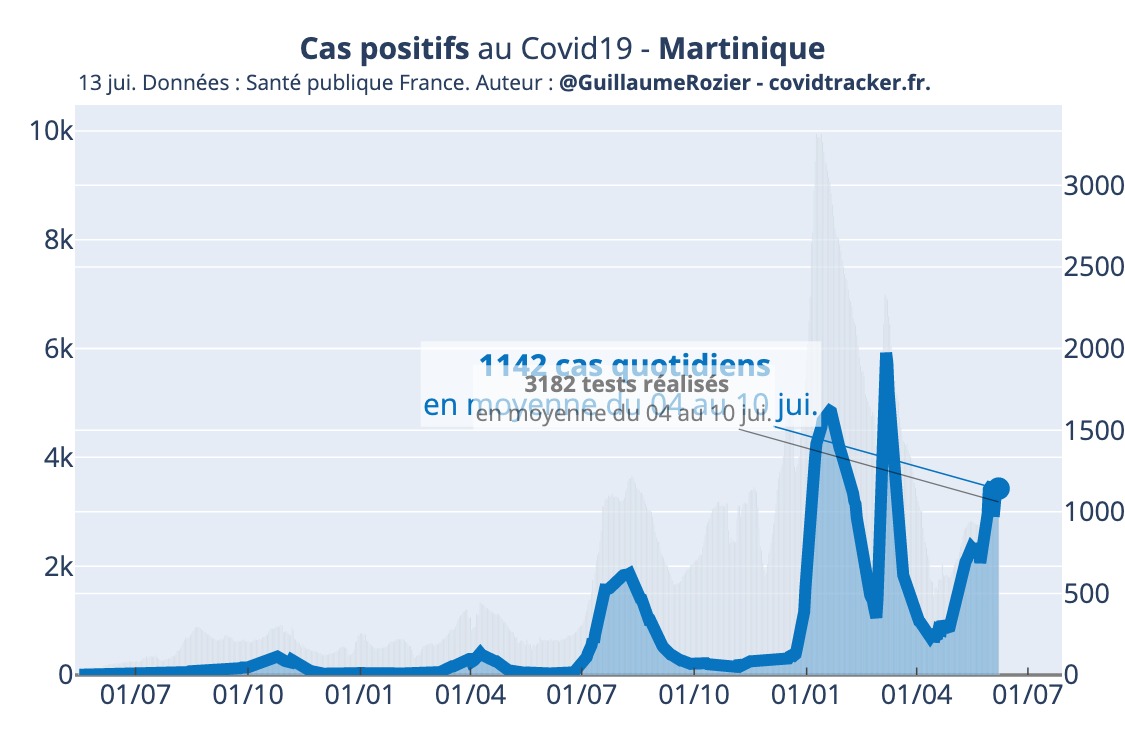 Cas positifs au Covid19 - Martinique
13 jui. Données : Santé publique France. Auteur : @GuillaumeRozier - covidtracker.fr.
10k
8k
6k
4k
2k
0
3000
2500
2000
1500
1000
500
0
1142 cas quotidiens
en moyenne du 04 au 10 jui.
3182 tests réalisés
en moyenne du 04 au 10 jui.
01/07 01/10 01/01 01/04 01/07 01/10 01/01 01/04 01/07